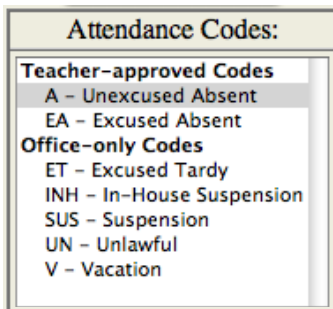 Attendance Codes:
Teacher-approved Codes
A - Unexcused Absent
EA - Excused Absent
Office-only Codes
ET - Excused Tardy
INH - In-House Suspension
SUS - Suspension
UN - Unlawful
V - Vacation